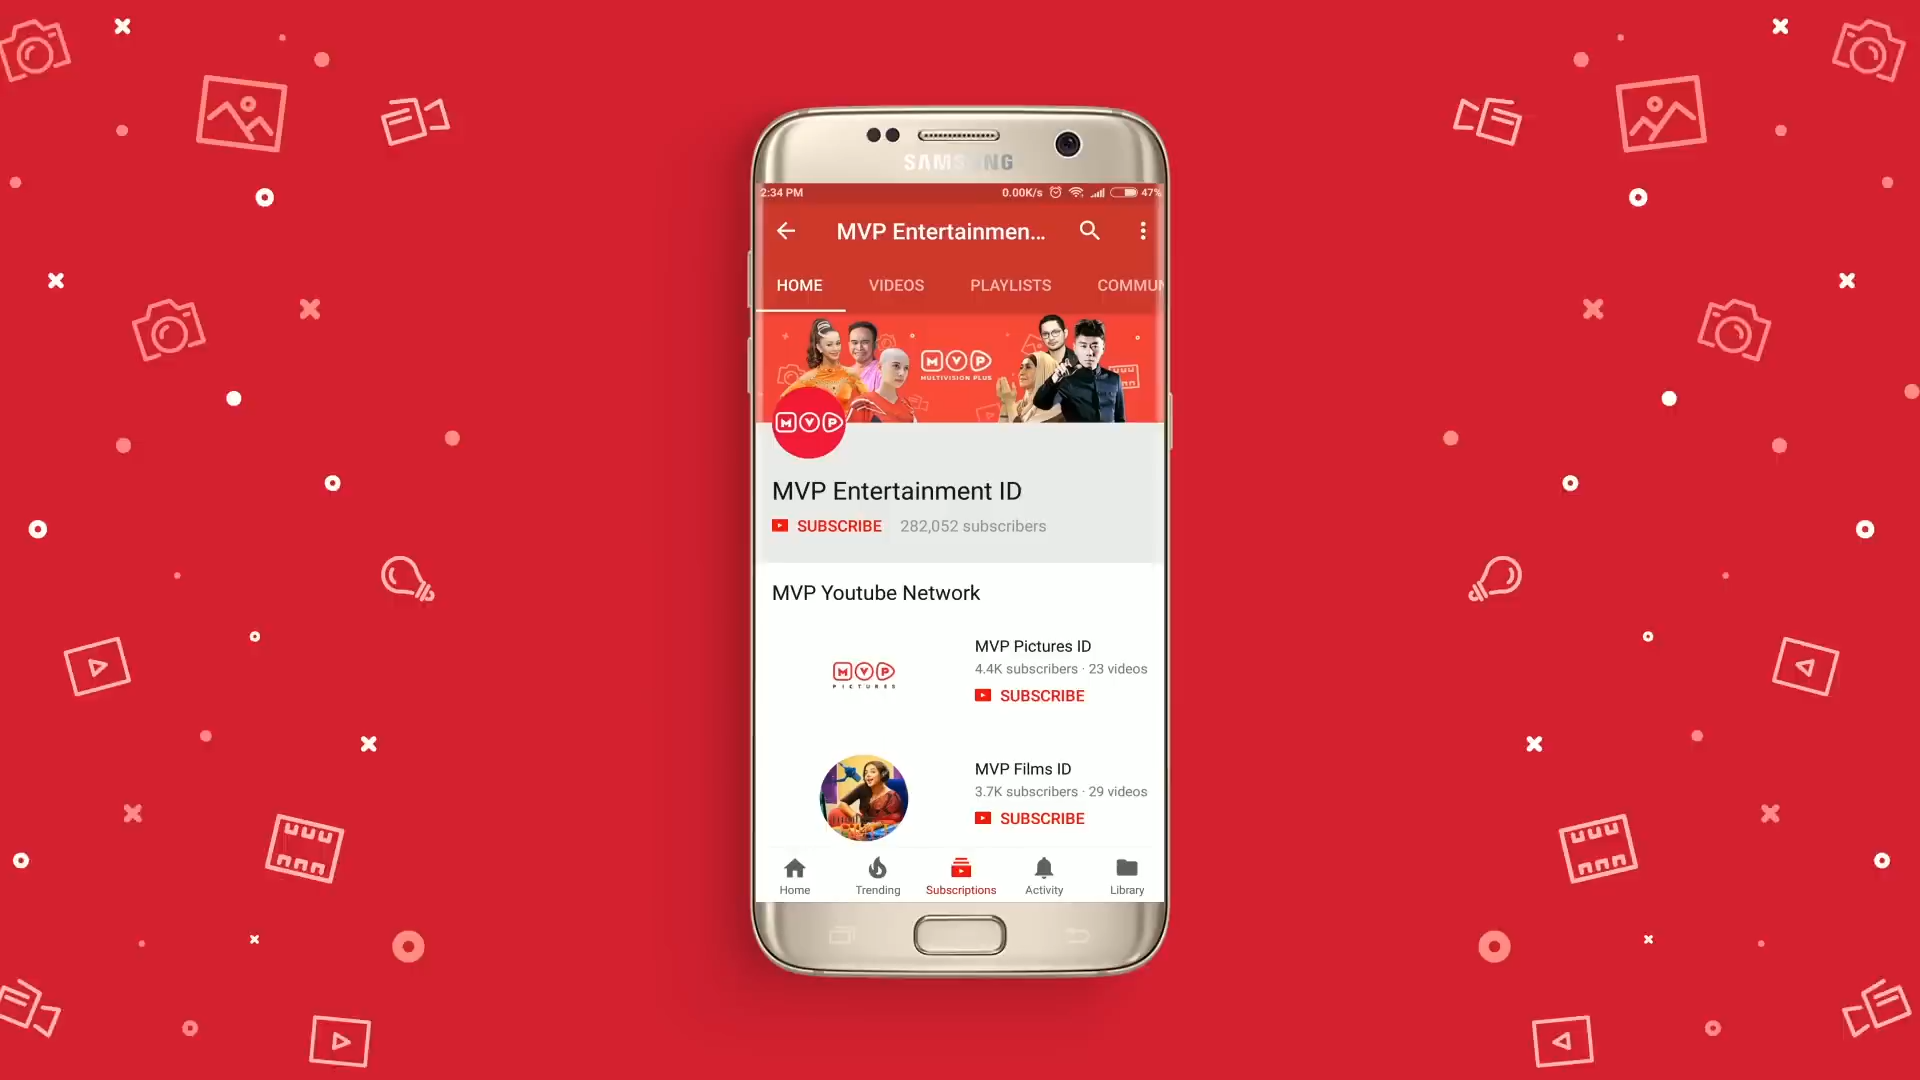 SAMSUNG
2:34 PM 0.00K/s 47%
MVP Entertainmen...
HOME VIDEOS PLAYLISTS COMMUN
MVP
MULTIVISION PLUS
MVP
MVP Entertainment ID
SUBSCRIBE 282,052 subscribers
MVP Youtube Network
MVP
PICTURES
MVP Pictures ID
4.4K subscribers · 23 videos
SUBSCRIBE
MVP Films ID
3.7K subscribers · 29 videos
SUBSCRIBE
Home Trending Subscriptions Activity Library